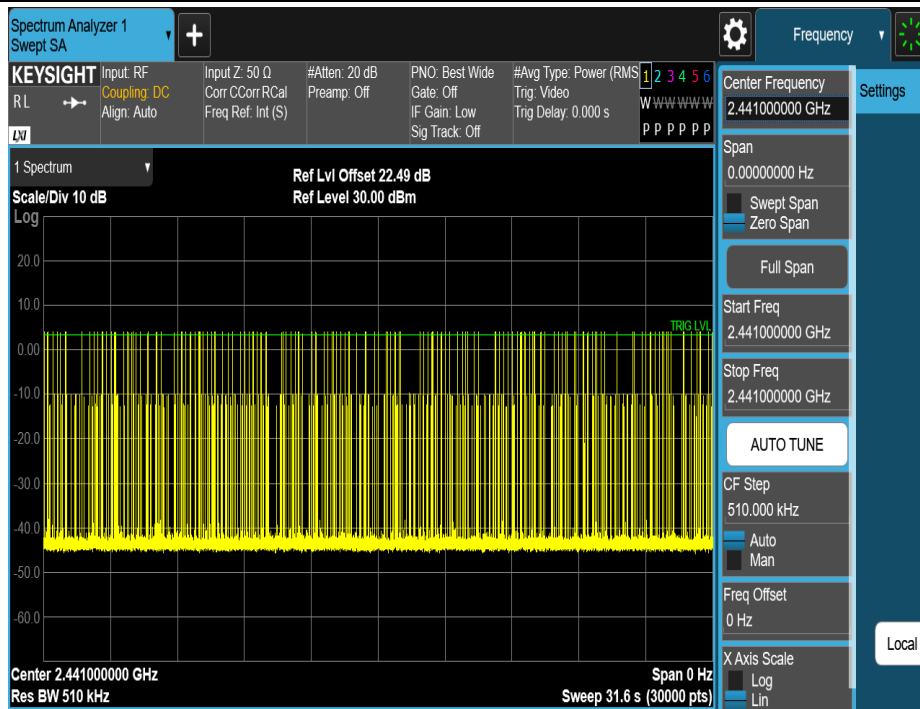 Spectrum Analyzer 1
Swept SA
+
Frequency
KEYSIGHT
RL
LXI
Input: RF
Coupling: DC
Align: Auto
Input Z: 50 Ω
Corr CCorr RCal
Freq Ref: Int (S)
#Atten: 20 dB
Preamp: Off
PNO: Best Wide
Gate: Off
IF Gain: Low
Sig Track: Off
#Avg Type: Power (RMS
Trig: Video
Trig Delay: 0.000 s
1 2 3 4 5 6
W W W W W W
P P P P P P
Center Frequency
2.441000000 GHz
Settings
Span
0.00000000 Hz
Swept Span
Zero Span
Full Span
Start Freq
2.441000000 GHz
Stop Freq
2.441000000 GHz
AUTO TUNE
CF Step
510.000 kHz
Auto
Man
Freq Offset
0 Hz
X Axis Scale
Log
Lin
Local
1 Spectrum
Scale/Div 10 dB
Log
Ref Lvl Offset 22.49 dB
Ref Level 30.00 dBm
20.0
10.0
TRIG LVL
0.00
-10.0
-20.0
-30.0
-40.0
-50.0
-60.0
Center 2.441000000 GHz
Res BW 510 kHz
Span 0 Hz
Sweep 31.6 s (30000 pts)